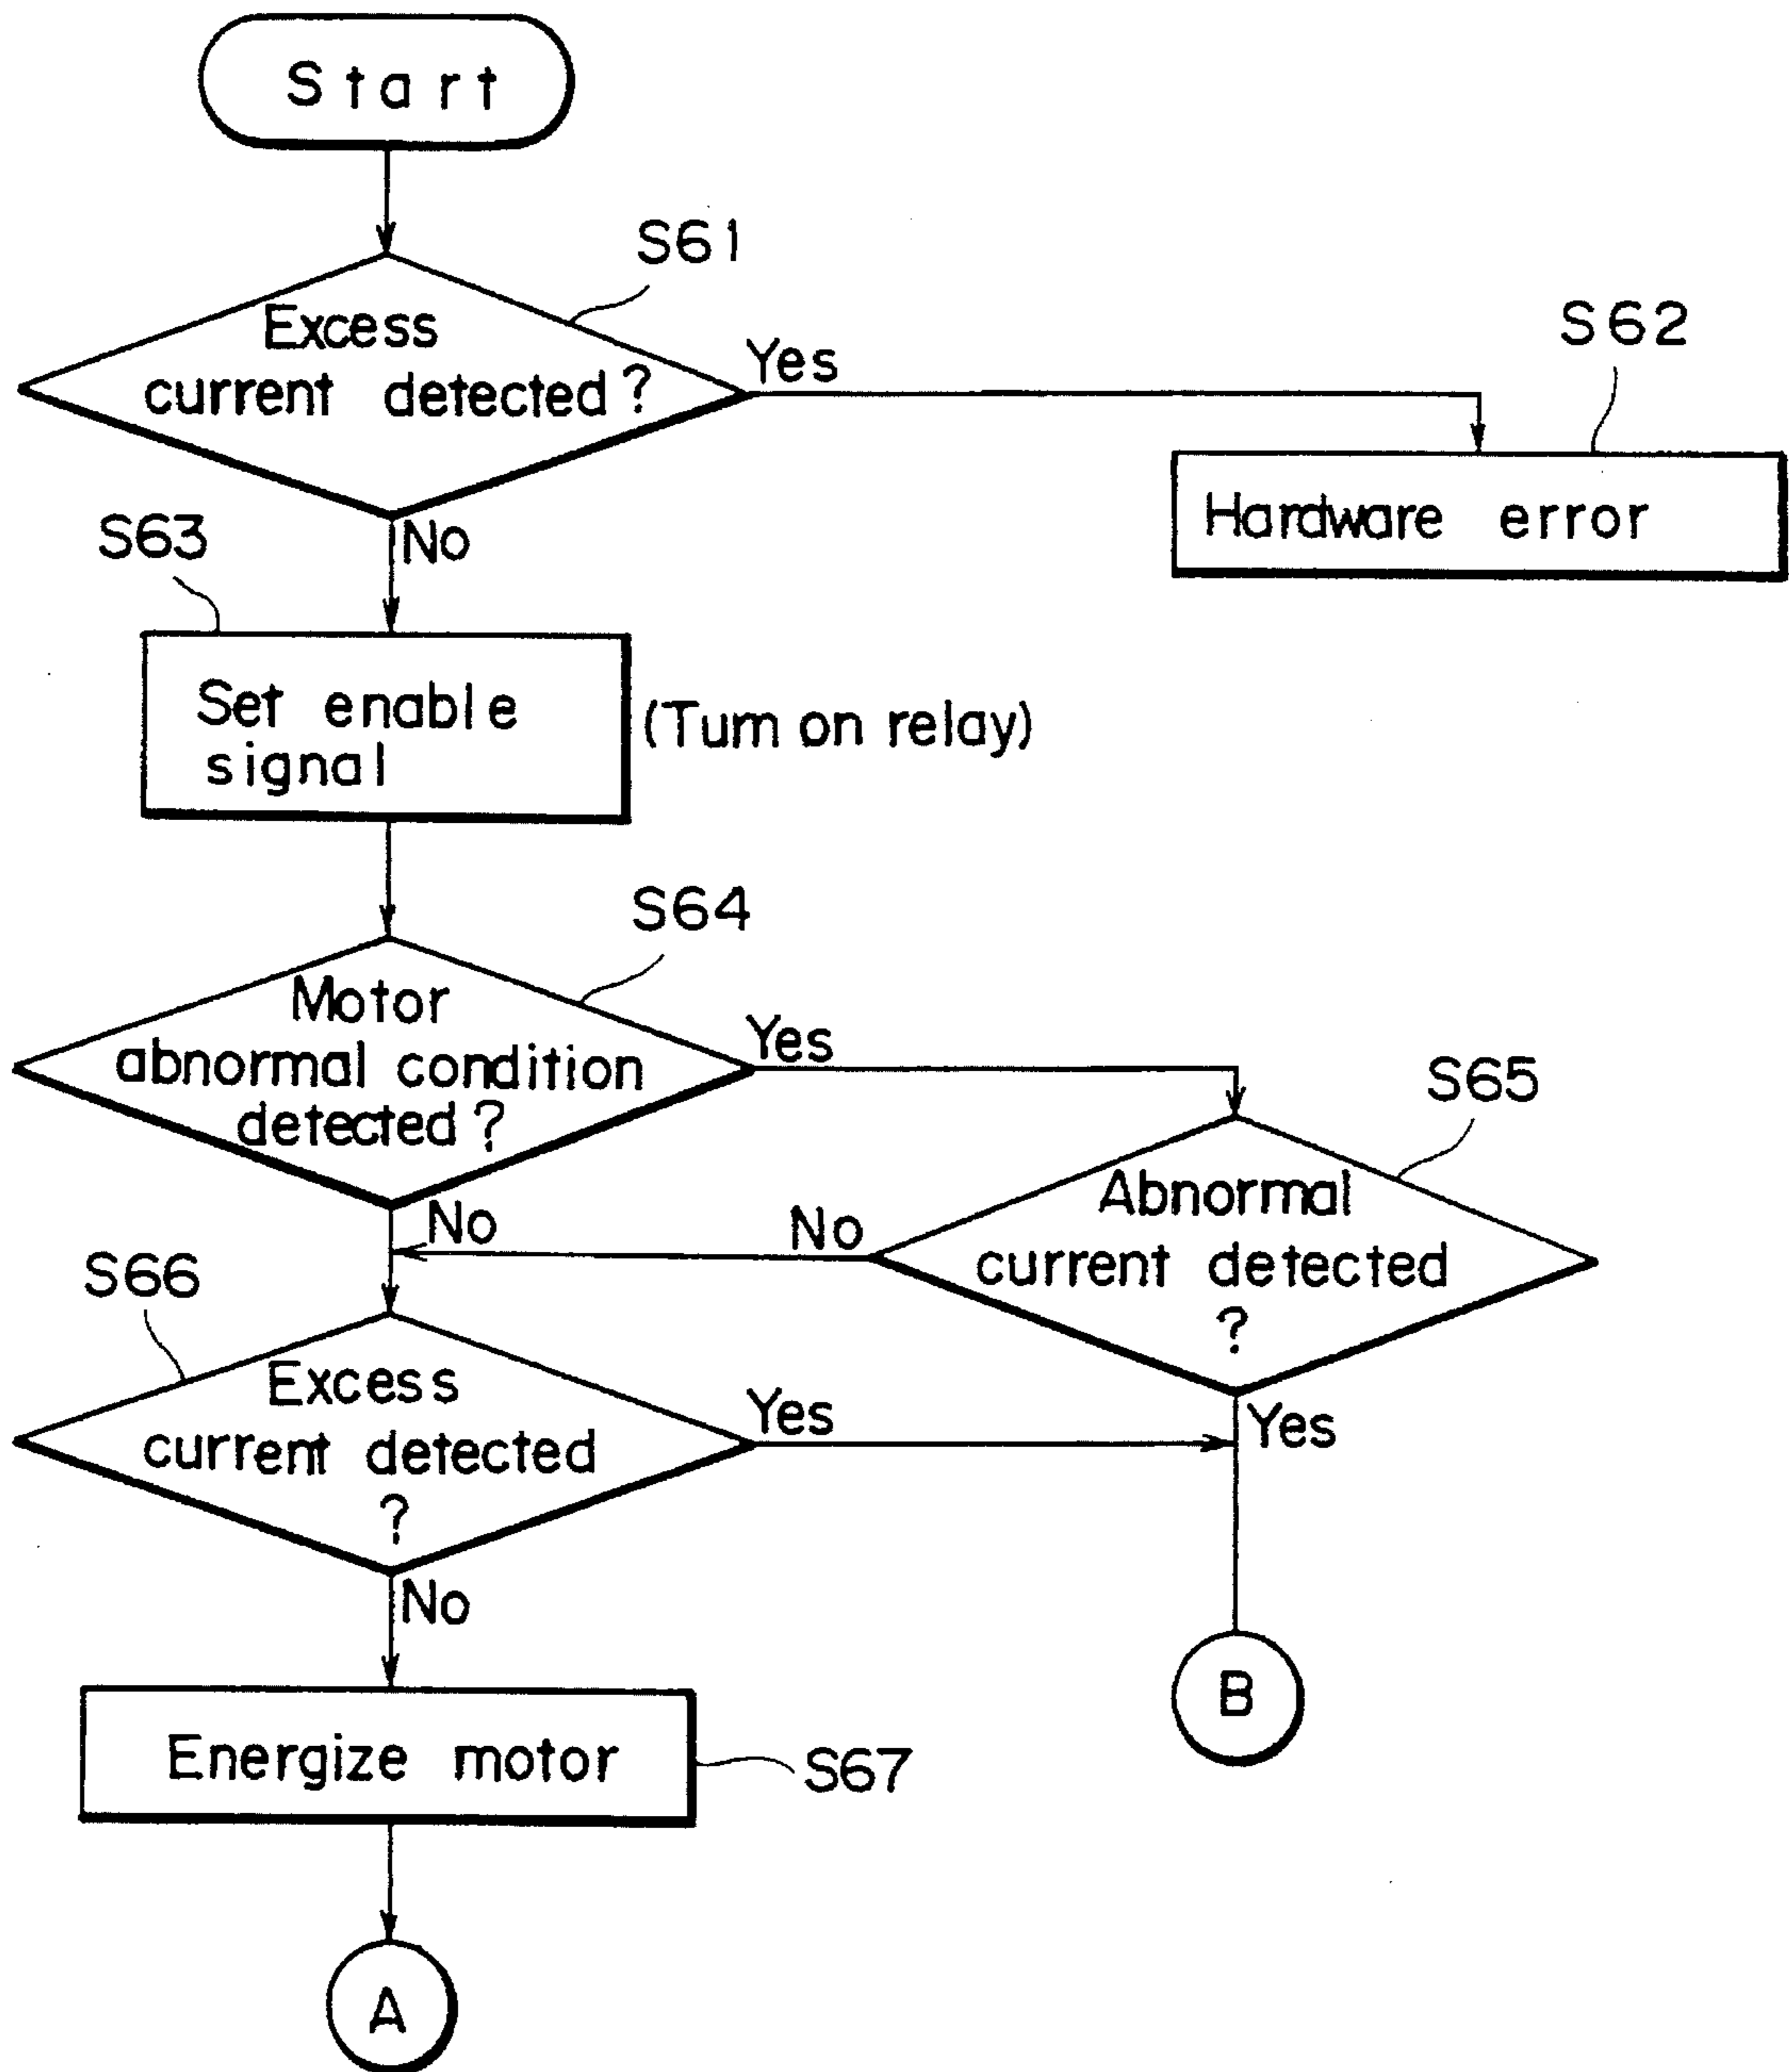 Start
S61
Excess
current detected?
Yes
S62
Hardware error
No
S63
Set enable
signal
(Turn on relay)
S64
Motor
abnormal condition
detected?
Yes
S65
Abnormal
current detected
?
No
No
Yes
S66
Excess
current detected
?
Yes
No
B
Energize motor
S67
A